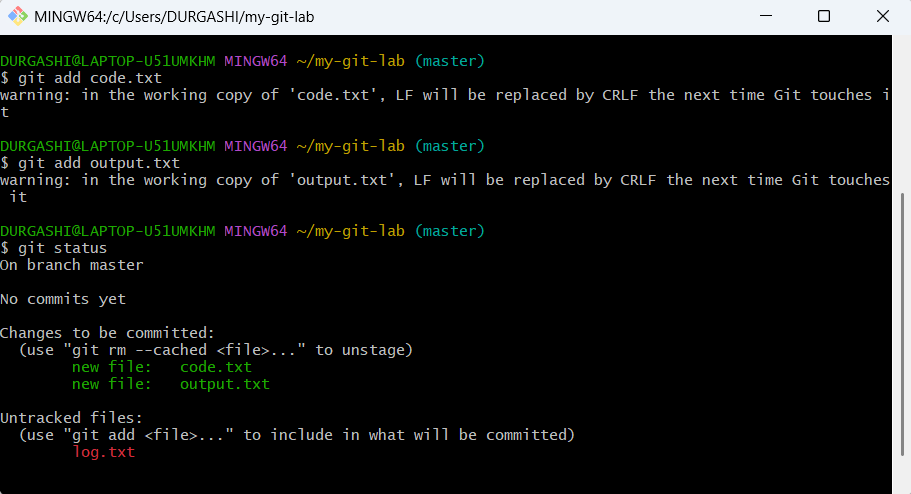 MINGW64:/c/Users/DURGASHI/my-git-lab
DURGASHI@LAPTOP-U51UMKHM MINGW64 ~/my-git-lab (master)
$ git add code.txt
warning: in the working copy of 'code.txt', LF will be replaced by CRLF the next time Git touches i
t
DURGASHI@LAPTOP-U51UMKHM MINGW64 ~/my-git-lab (master)
$ git add output.txt
warning: in the working copy of 'output.txt', LF will be replaced by CRLF the next time Git touches
 it
DURGASHI@LAPTOP-U51UMKHM MINGW64 ~/my-git-lab (master)
$ git status
On branch master
No commits yet
Changes to be committed:
  (use "git rm --cached <file>..." to unstage)
        new file:   code.txt
        new file:   output.txt
Untracked files:
  (use "git add <file>..." to include in what will be committed)
        log.txt